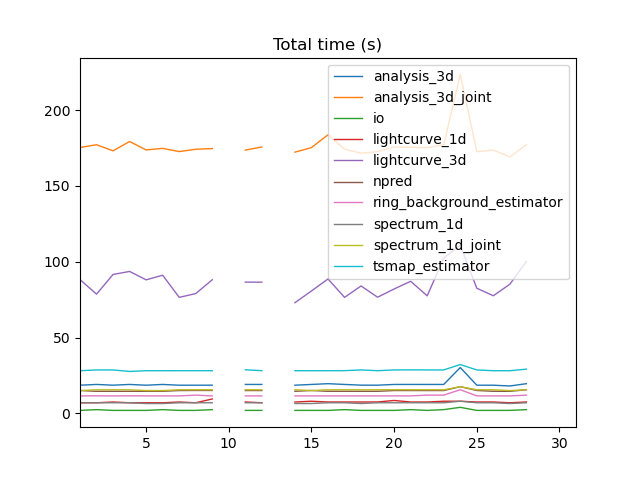 Total time (s)
analysis_3d
analysis_3d_joint
io
lightcurve_1d
lightcurve_3d
npred
ring_background_estimator
spectrum_1d
spectrum_1d_joint
tsmap_estimator
200
150
100
50
0
5 10 15 20 25 30